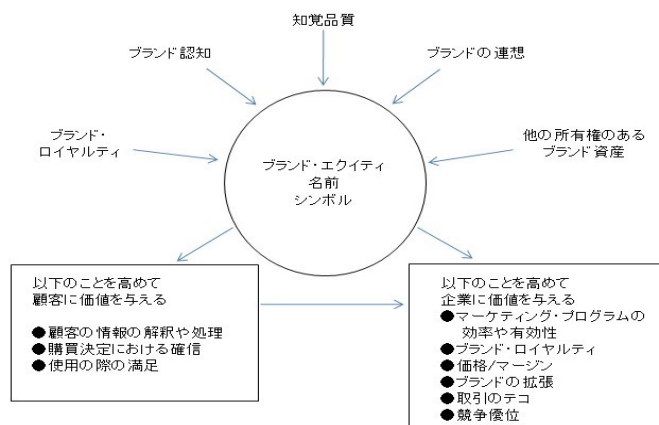 知覚品質
ブランド認知
ブランドの連想
ブランド・
ロイヤルティ
他の所有権のある
ブランド資産
ブランド・エクイティ
名前
シンボル
以下のことを高めて
顧客に価値を与える
●顧客の情報の解釈や処理
●購買決定における確信
●使用の際の満足
以下のことを高めて
企業に価値を与える
●マーケティング・プログラムの
効率や有効性
●ブランド・ロイヤルティ
●価格/マージン
●ブランドの拡張
●取引のテコ
●競争優位